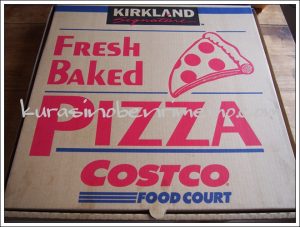 KIRKLAND
Signature
FRESH
BAKED
PIZZA
COSTCO
FOOD COURT